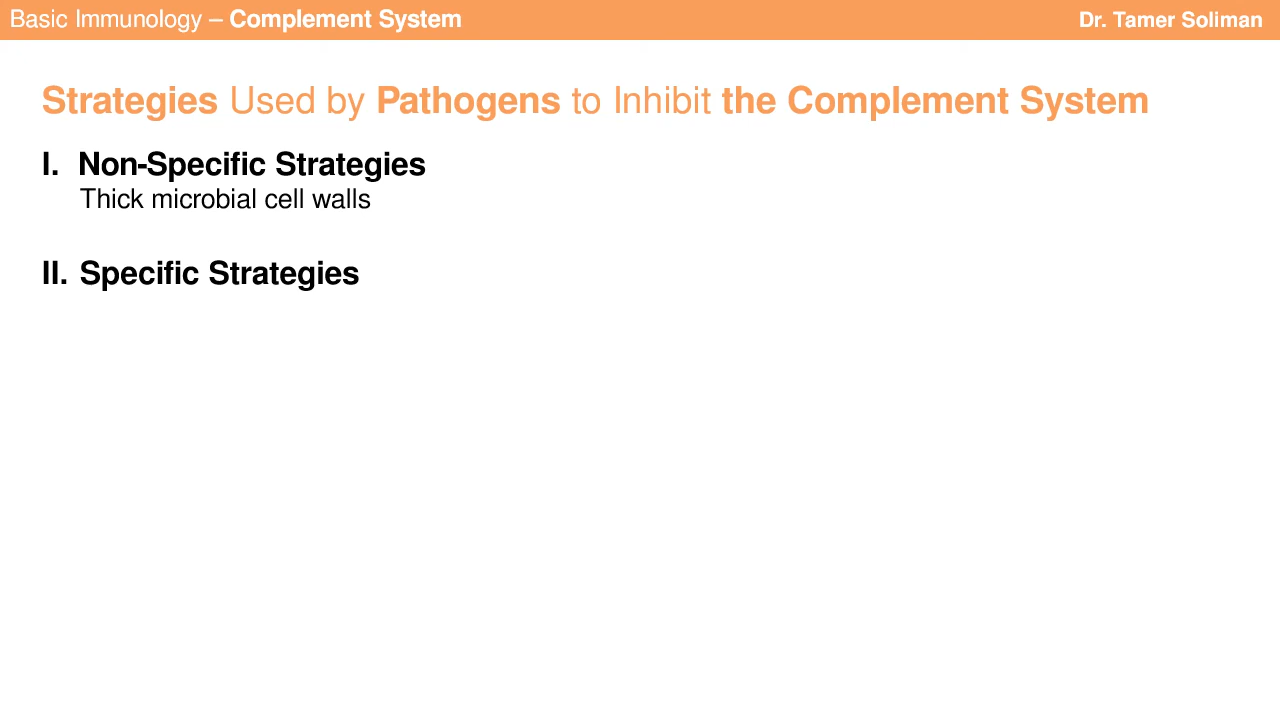 Basic Immunology – Complement System
Dr. Tamer Soliman
Strategies Used by Pathogens to Inhibit the Complement System
I. Non-Specific Strategies
Thick microbial cell walls
II. Specific Strategies